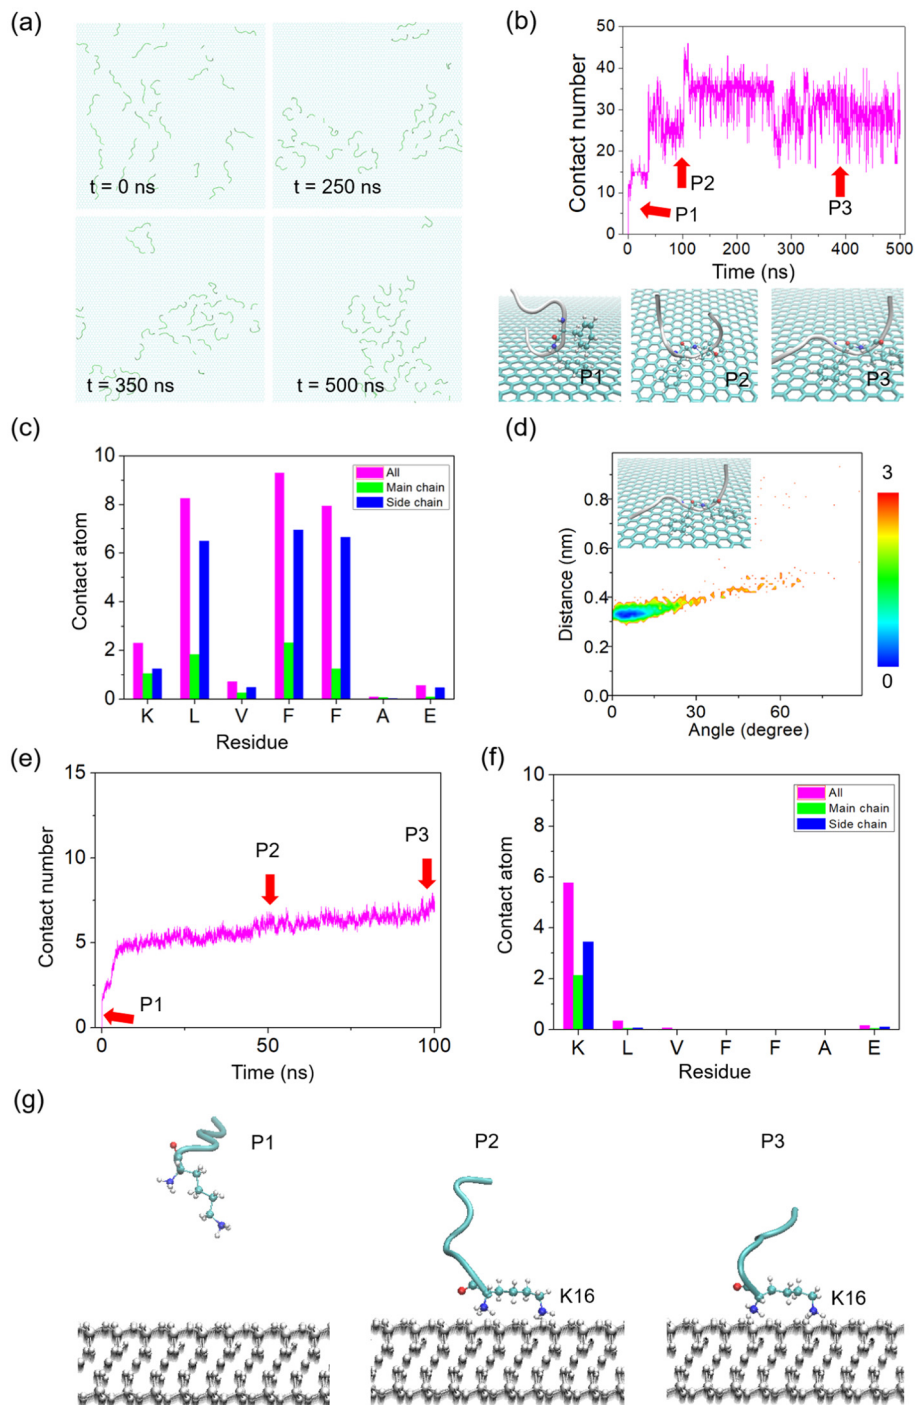 (a)
t = 0 ns
t = 250 ns
t = 350 ns
t = 500 ns
(b)
Contact number
50
40
30
20
10
0
P1
P2
P3
0 100 200 300 400 500
Time (ns)
P1
P2
P3
(c)
Contact atom
10
8
6
4
2
0
All
Main chain
Side chain
K L V F F A E
Residue
(d)
Distance (nm)
0.8
0.6
0.4
0.2
0.0
0 30 60
Angle (degree)
3
0
(e)
Contact number
15
10
5
0
P1
P2
P3
0 50 100
Time (ns)
(f)
Contact atom
10
8
6
4
2
0
All
Main chain
Side chain
K L V F F A E
Residue
(g)
P1
P2
K16
P3
K16